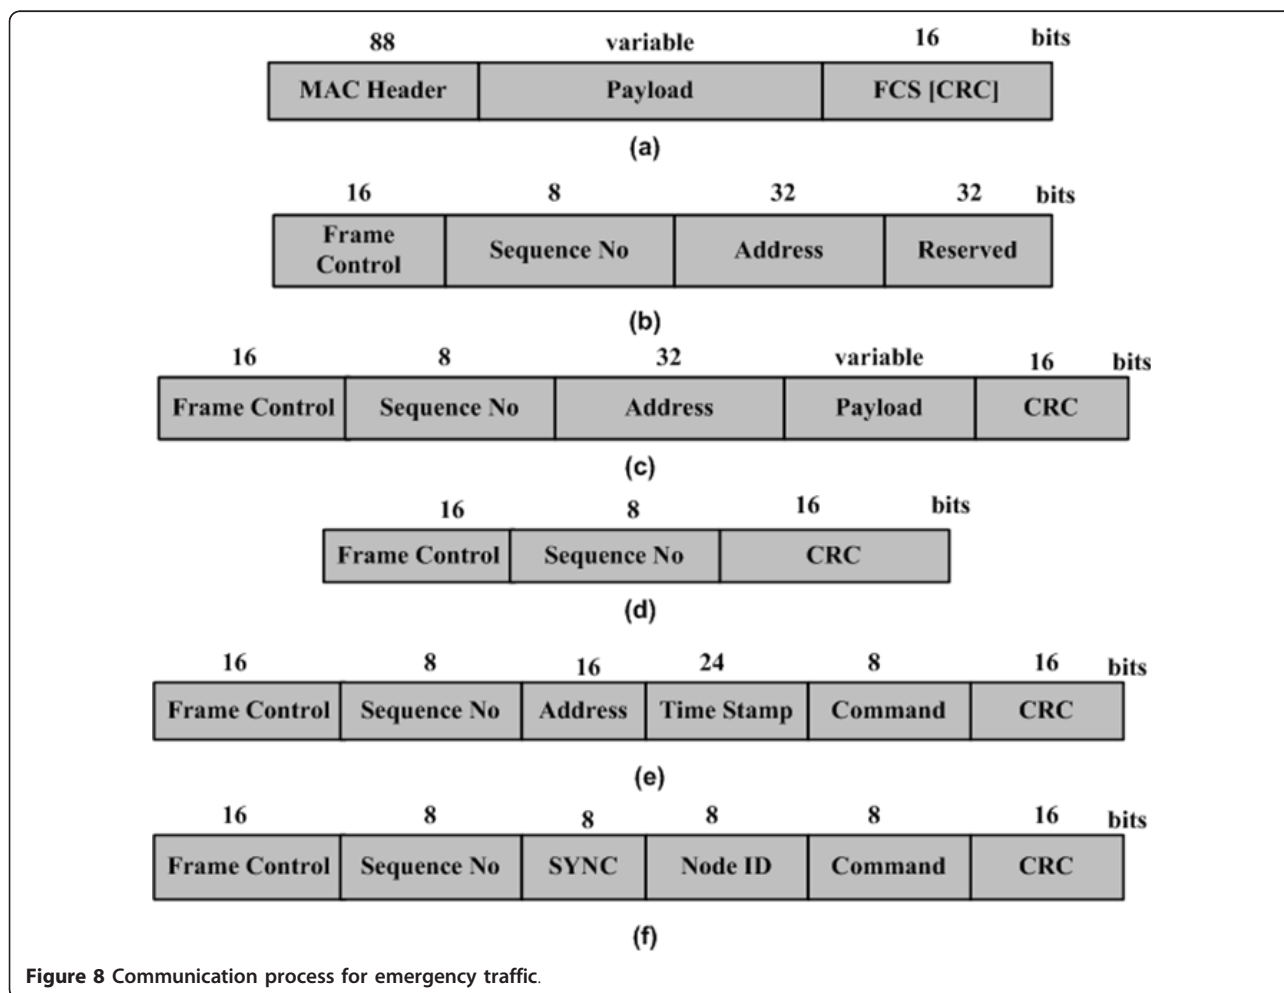 88 variable 16 bits
MAC Header Payload FCS [CRC]
(a)
16 8 32 32 bits
Frame Control Sequence No Address Reserved
(b)
16 8 32 variable 16 bits
Frame Control Sequence No Address Payload CRC
(c)
16 8 16 bits
Frame Control Sequence No CRC
(d)
16 8 16 24 8 16 bits
Frame Control Sequence No Address Time Stamp Command CRC
(e)
16 8 8 8 8 16 bits
Frame Control Sequence No SYNC Node ID Command CRC
(f)
Figure 8 Communication process for emergency traffic.